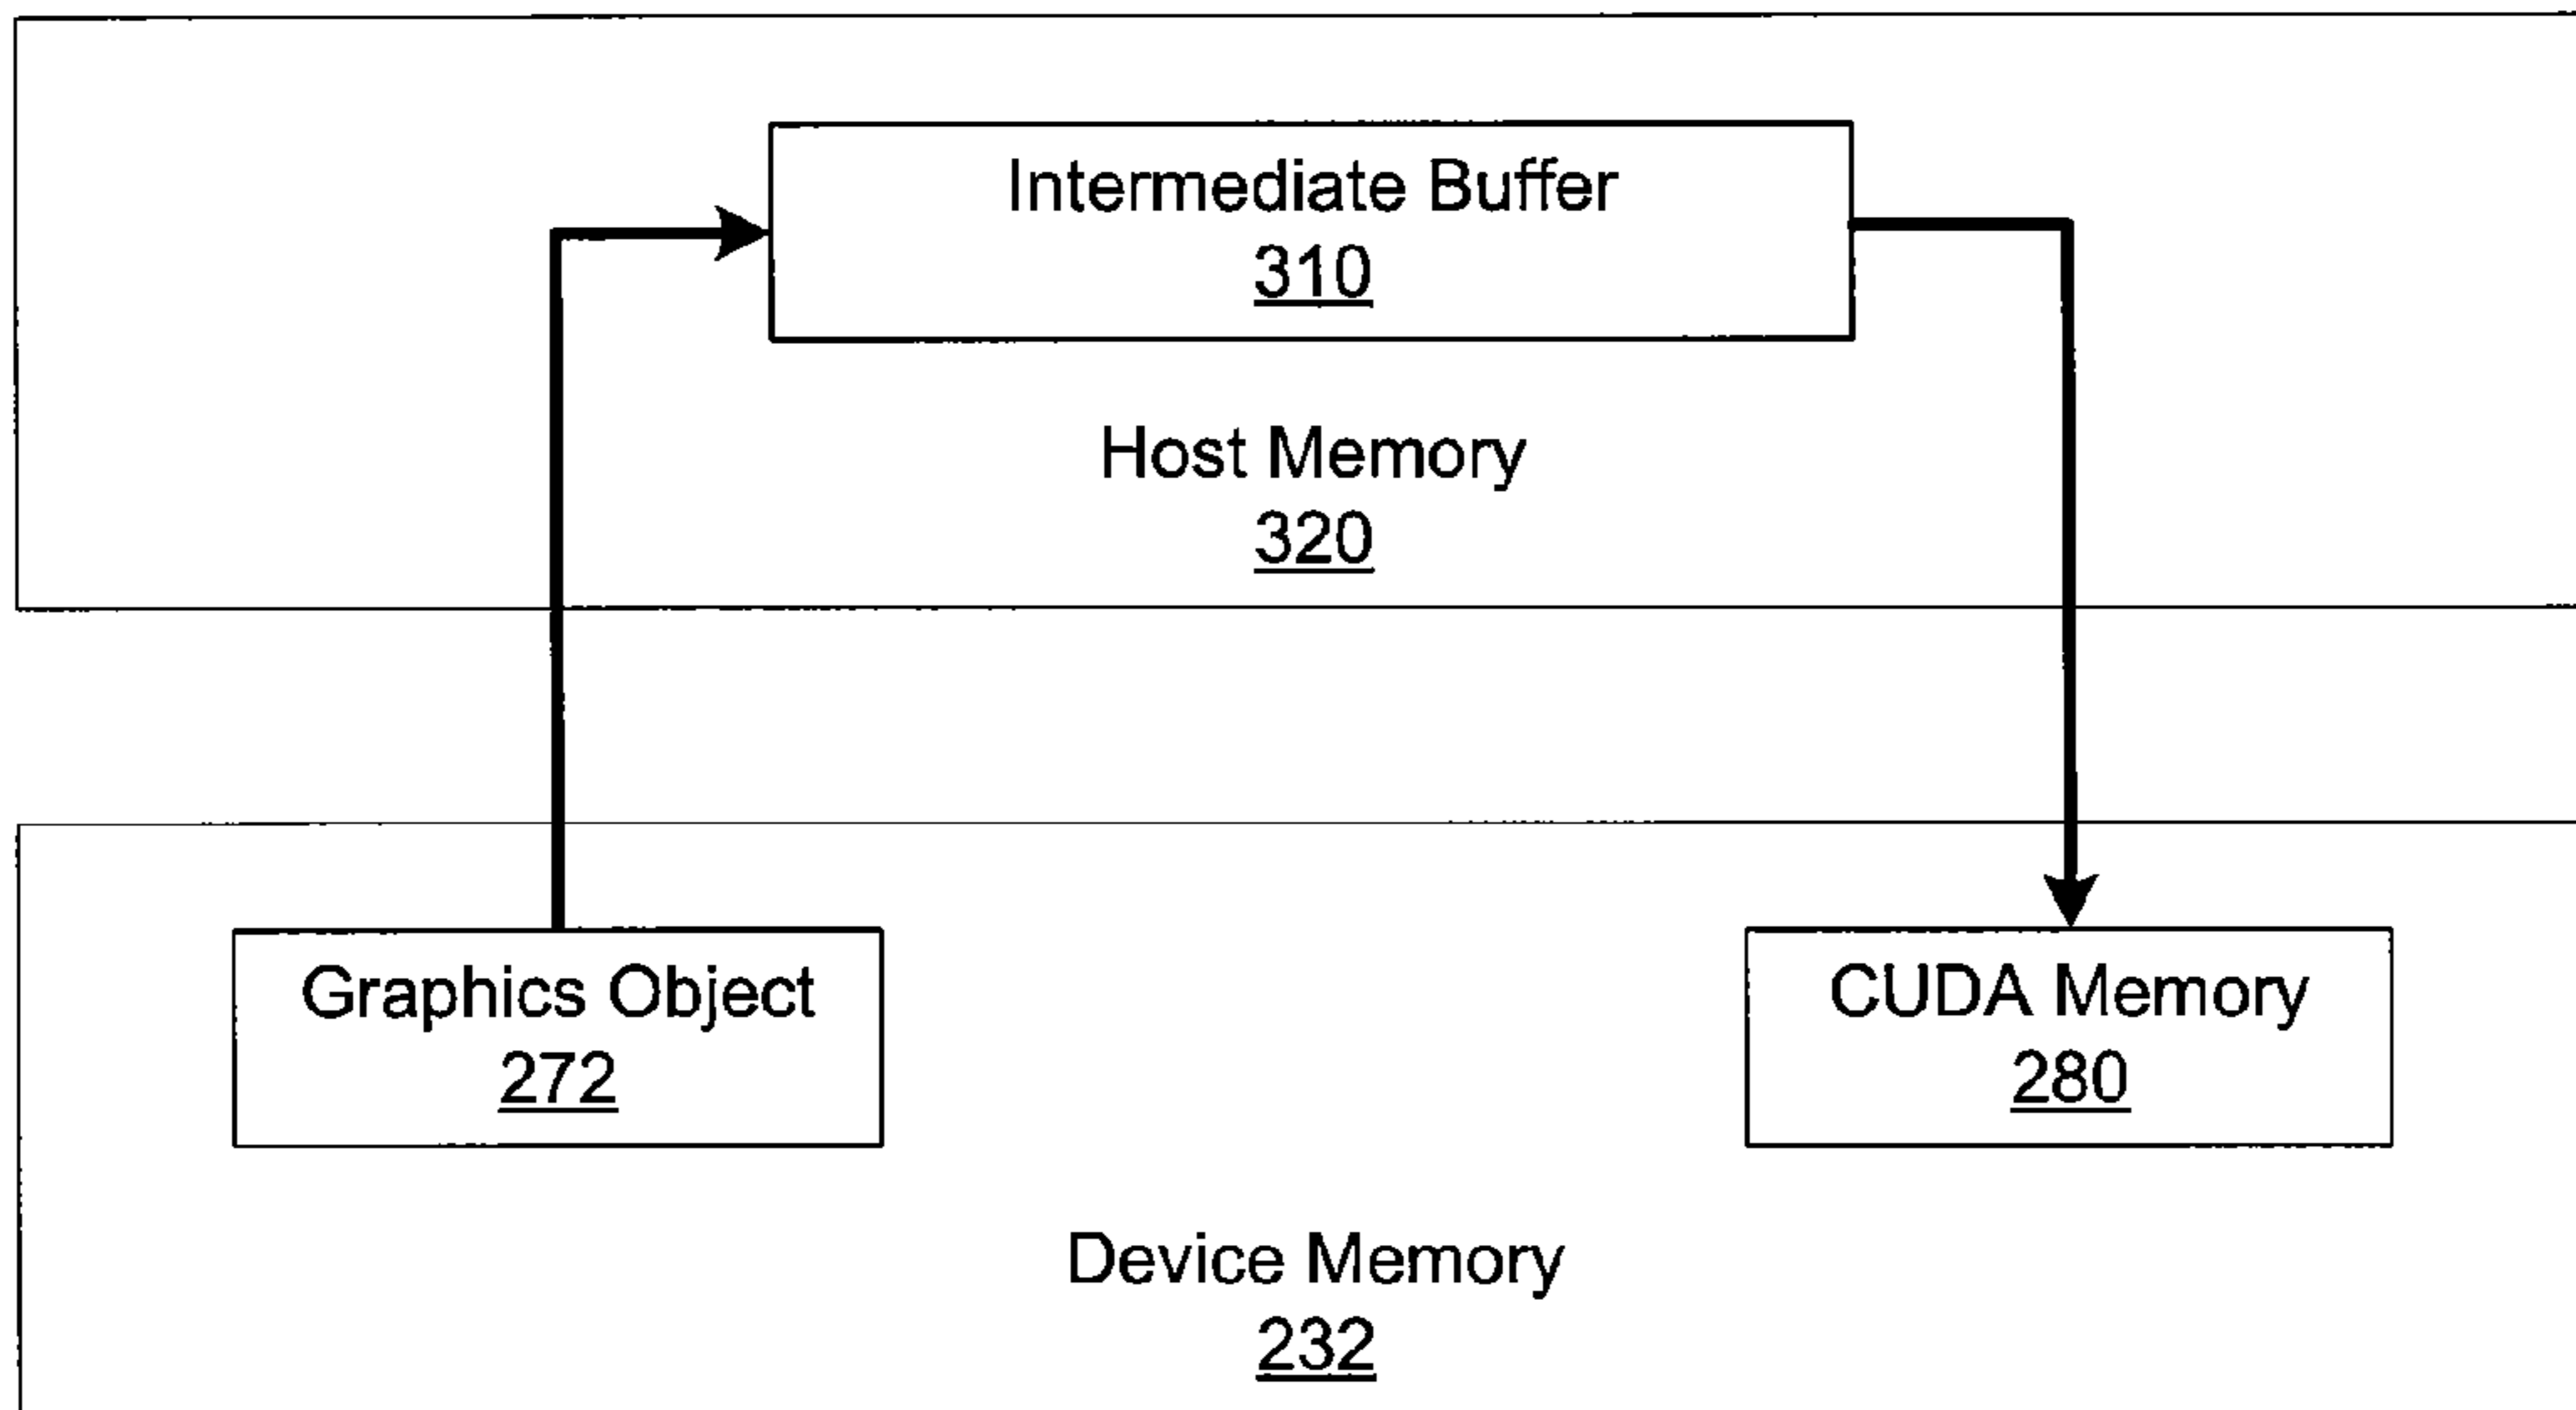 Intermediate Buffer
310
Host Memory
320
Graphics Object
272
CUDA Memory
280
Device Memory
232